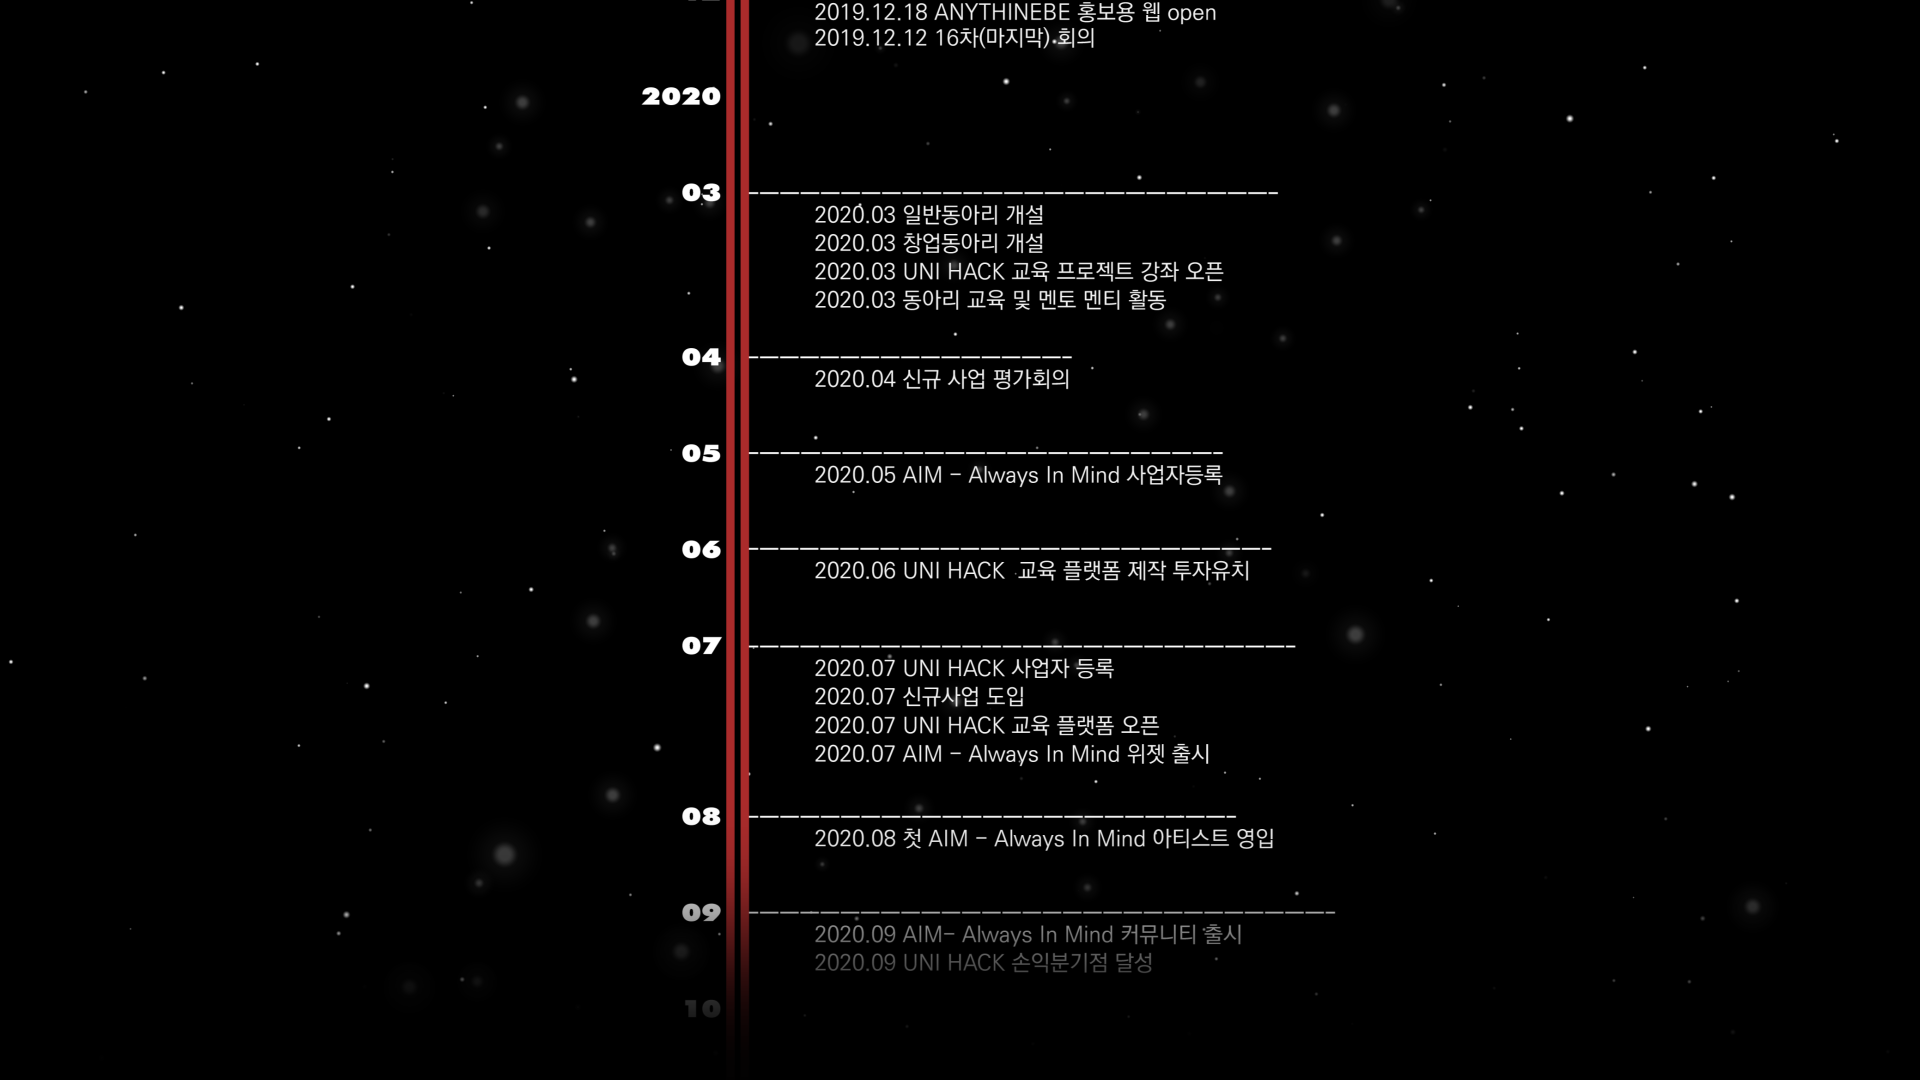 2019.12.18 ANYTHINEBE 홍보용 웹 open
2019.12.12 16차(마지막) 회의
2020
03
2020.03 일반동아리 개설
2020.03 창업동아리 개설
2020.03 UNI HACK 교육 프로젝트 강좌 오픈
2020.03 동아리 교육 및 멘토 멘티 활동
04
2020.04 신규 사업 평가회의
05
2020.05 AIM - Always In Mind 사업자등록
06
2020.06 UNI HACK 교육 플랫폼 제작 투자유치
07
2020.07 UNI HACK 사업자 등록
2020.07 신규사업 도입
2020.07 UNI HACK 교육 플랫폼 오픈
2020.07 AIM - Always In Mind 위젯 출시
08
2020.08 첫 AIM - Always In Mind 아티스트 영입
09
2020.09 AIM- Always In Mind 커뮤니티 출시
2020.09 UNI HACK 손익분기점 달성
10